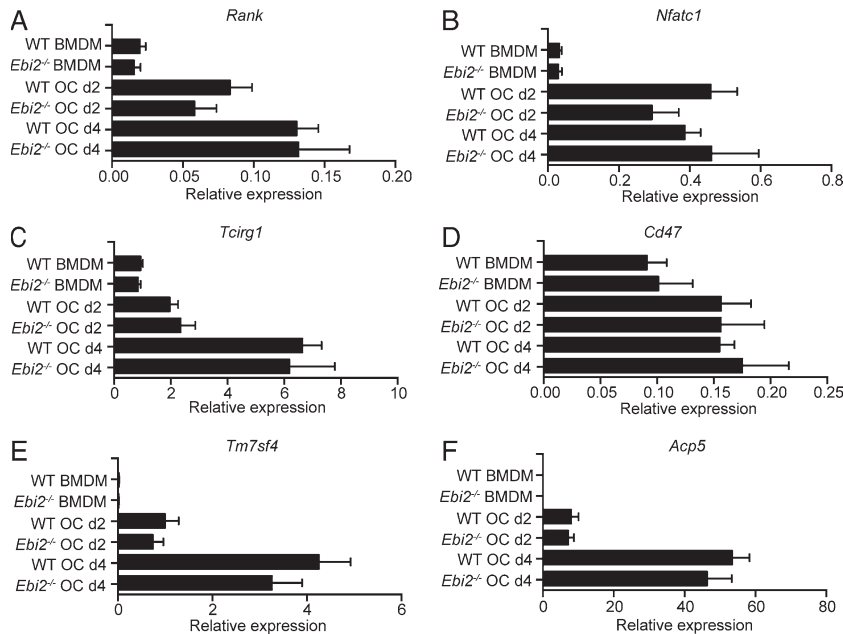 A
Rank
WT BMDM
Ebi2-/- BMDM
WT OC d2
Ebi2-/- OC d2
WT OC d4
Ebi2-/- OC d4
0.00 0.05 0.10 0.15 0.20
Relative expression
B
Nfatc1
WT BMDM
Ebi2-/- BMDM
WT OC d2
Ebi2-/- OC d2
WT OC d4
Ebi2-/- OC d4
0.0 0.2 0.4 0.6 0.8
Relative expression
C
Tcirg1
WT BMDM
Ebi2-/- BMDM
WT OC d2
Ebi2-/- OC d2
WT OC d4
Ebi2-/- OC d4
0 2 4 6 8 10
Relative expression
D
Cd47
WT BMDM
Ebi2-/- BMDM
WT OC d2
Ebi2-/- OC d2
WT OC d4
Ebi2-/- OC d4
0.00 0.05 0.10 0.15 0.20 0.25
Relative expression
E
Tm7sf4
WT BMDM
Ebi2-/- BMDM
WT OC d2
Ebi2-/- OC d2
WT OC d4
Ebi2-/- OC d4
0 2 4 6
Relative expression
F
Acp5
WT BMDM
Ebi2-/- BMDM
WT OC d2
Ebi2-/- OC d2
WT OC d4
Ebi2-/- OC d4
0 20 40 60 80
Relative expression